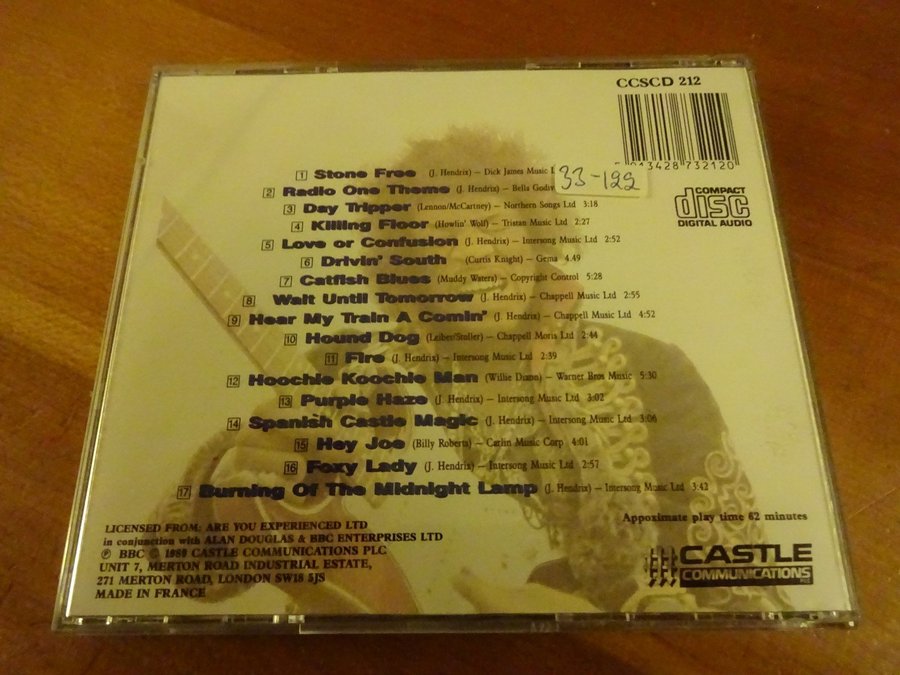 CCSCD 212
5 013428 732120
COMPACT
disc
DIGITAL AUDIO
33-122
1 Stone Free (J. Hendrix) – Dick James Music
2 Radio One Theme (J. Hendrix) – Bella
3 Day Tripper (Lennon/McCartney) – Northern Songs Ltd 3:18
4 Killing Floor (Howlin' Wolf) – Tristan Music Ltd 2:27
5 Love or Confusion (J. Hendrix) – Intersong Music Ltd 2:52
6 Drivin' South (Curtis Knight) – Gema 4.49
7 Catfish Blues (Muddy Waters) – Copyright Control 5:28
8 Wait Until Tomorrow (J. Hendrix) – Chappell Music Ltd 2:55
9 Hear My Train A Comin' (J. Hendrix) – Chappell Music Ltd 4:52
10 Hound Dog (Leiber/Stoller) – Chappell Moris Ltd 2:44
11 Fire (J. Hendrix) – Intersong Music Ltd 2:39
12 Hoochie Koochie Man (Willie Dixon) – Warner Bros Music 5:30
13 Purple Haze (J. Hendrix) – Intersong Music Ltd 3:02
14 Spanish Castle Magic (J. Hendrix) – Intersong Music Ltd 3:06
15 Hey Joe (Billy Roberts) – Carlin Music Corp 4:01
16 Foxy Lady (J. Hendrix) – Intersong Music Ltd 2:57
17 Burning Of The Midnight Lamp (J. Hendrix) – Intersong Music Ltd 3:42
Appoximate play time 62 minutes
LICENSED FROM: ARE YOU EXPERIENCED LTD
in conjunction with ALAN DOUGLAS & BBC ENTERPRISES LTD
℗ BBC © 1989 CASTLE COMMUNICATIONS PLC
UNIT 7, MERTON ROAD INDUSTRIAL ESTATE,
271 MERTON ROAD, LONDON SW18 5JS
MADE IN FRANCE
CASTLE
COMMUNICATIONS